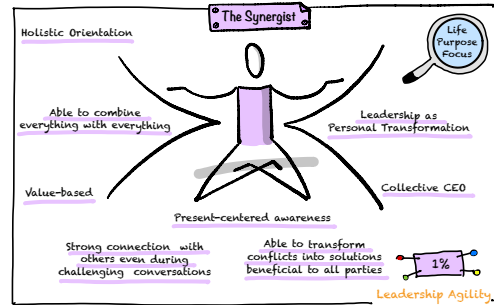 The Synergist
Holistic Orientation
Life
Purpose
Focus
Able to combine
everything with everything
Leadership as
Personal Transformation
Value-based
Collective CEO
Present-centered awareness
Strong connection with
others even during
challenging conversations
Able to transform
conflicts into solutions
beneficial to all parties
1%
Leadership Agility